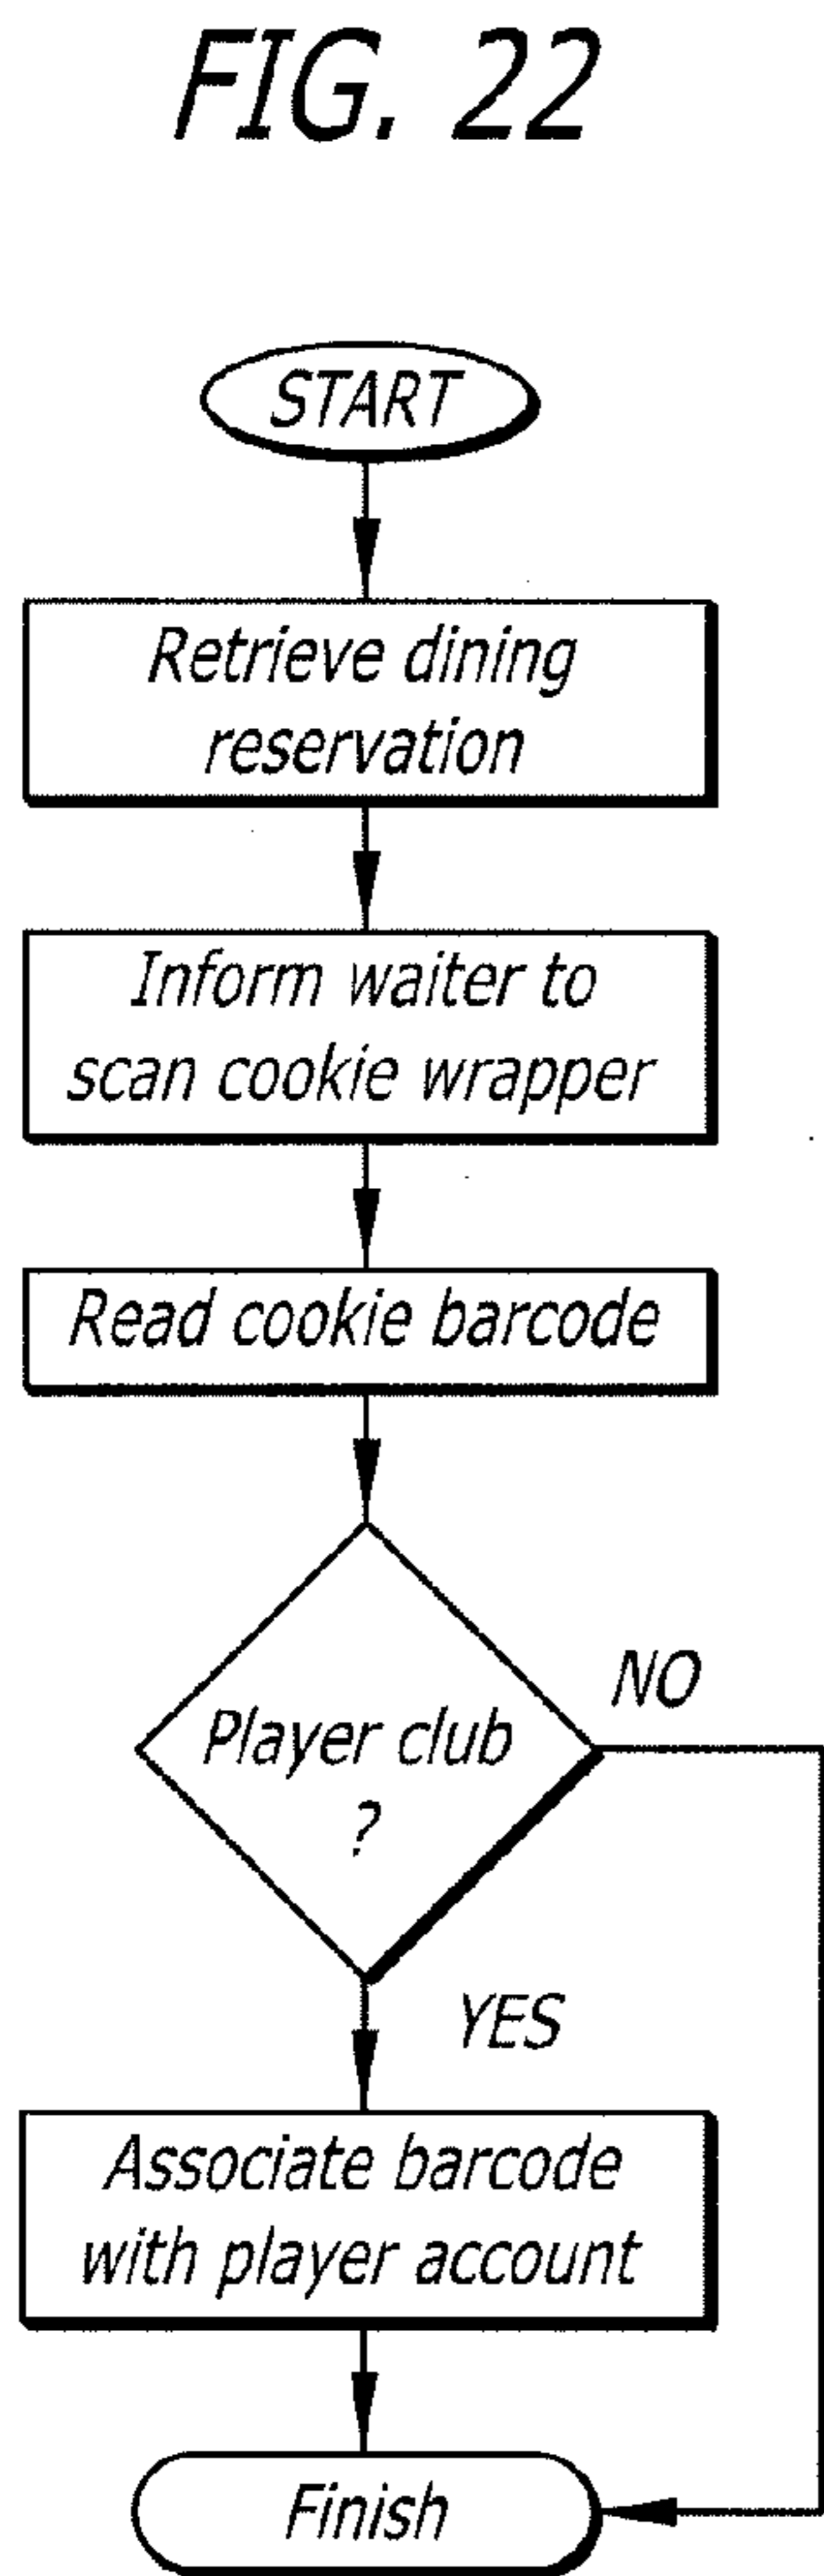 FIG. 22
START
Retrieve dining
reservation
Inform waiter to
scan cookie wrapper
Read cookie barcode
Player club
?
NO
YES
Associate barcode
with player account
Finish